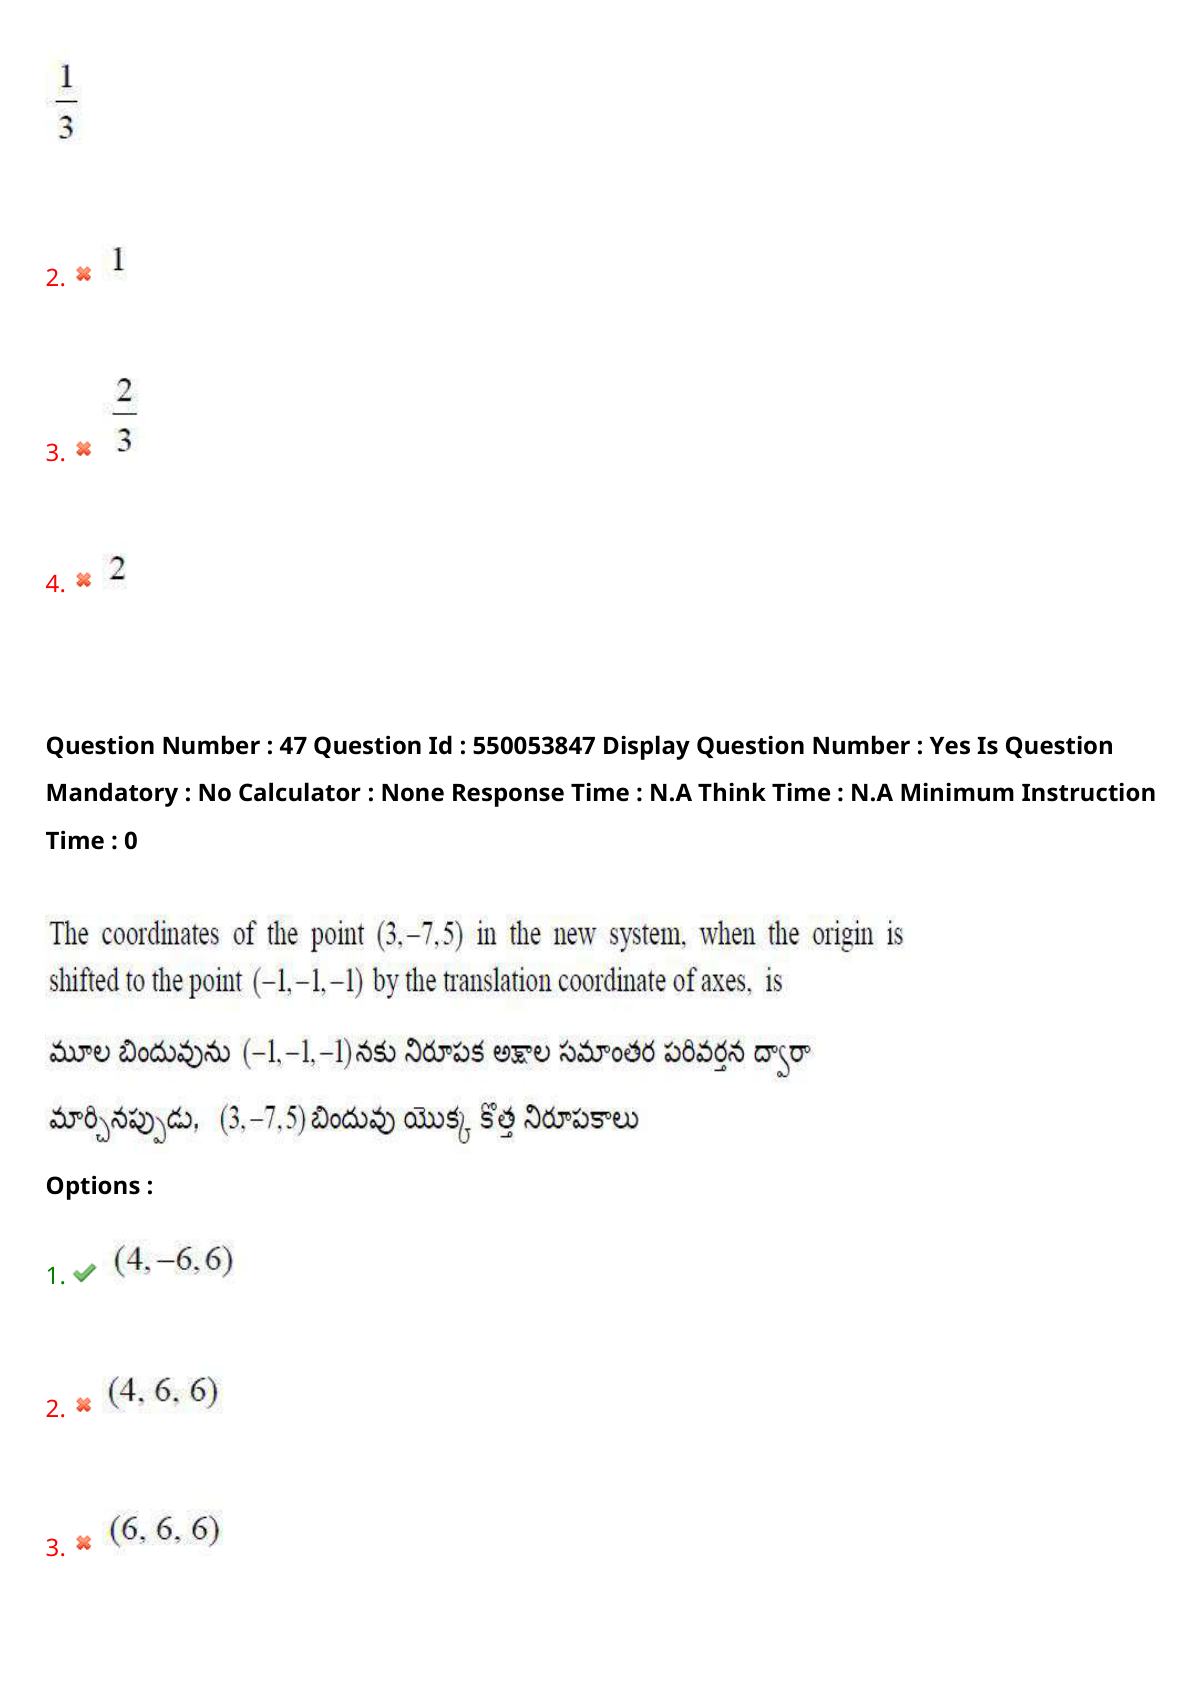 1
3
2. 1
2
3. 3
4. 2
Question Number : 47 Question Id : 550053847 Display Question Number : Yes Is Question
Mandatory : No Calculator : None Response Time : N.A Think Time : N.A Minimum Instruction
Time : 0
The coordinates of the point (3,–7,5) in the new system, when the origin is
shifted to the point (–1,–1,–1) by the translation coordinate of axes, is
మూల బిందువును (–1,–1,–1)నకు నిరూపక అక్షాల సమాంతర పరివర్తన ద్వారా
మార్చినప్పుడు, (3,–7,5) బిందువు యొక్క కొత్త నిరూపకాలు
Options :
1. (4,–6,6)
2. (4, 6, 6)
3. (6, 6, 6)